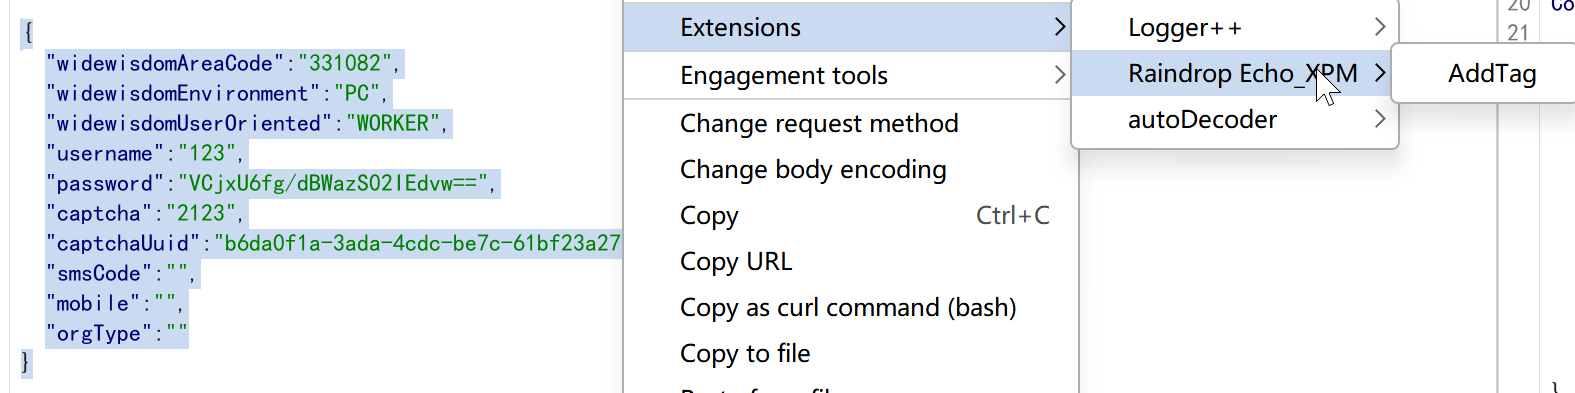 {
"widewisdomAreaCode":"331082",
"widewisdomEnvironment":"PC",
"widewisdomUserOriented":"WORKER",
"username":"123",
"password":"VCjxU6fg/dBWazS02IEdvw==",
"captcha":"2123",
"captchaUuid":"b6da0f1a-3ada-4cdc-be7c-61bf23a27
"smsCode":"",
"mobile":"",
"orgType":""
}
Extensions
Engagement tools
Change request method
Change body encoding
Copy Ctrl+C
Copy URL
Copy as curl command (bash)
Copy to file
Logger++
Raindrop Echo_XPM
autoDecoder
AddTag
20
21
Co
}